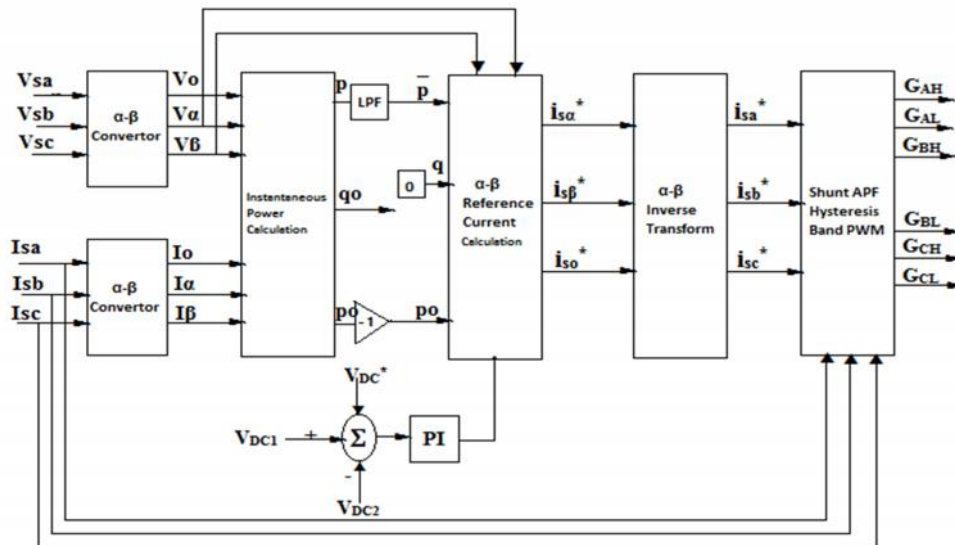 Vsa
Vsb
Vsc
α-β
Convertor
Vo
Vα
Vβ
Isa
Isb
Isc
α-β
Convertor
Io
Iα
Iβ
Instantaneous
Power
Calculation
p
LPF
p̅
qo
0
q
po
-1
po
α-β
Reference
Current
Calculation
isα*
isβ*
iso*
α-β
Inverse
Transform
isa*
isb*
isc*
Shunt APF
Hysteresis
Band PWM
GAH
GAL
GBH
GBL
GCH
GCL
VDC*
VDC1
+
Σ
-
VDC2
PI